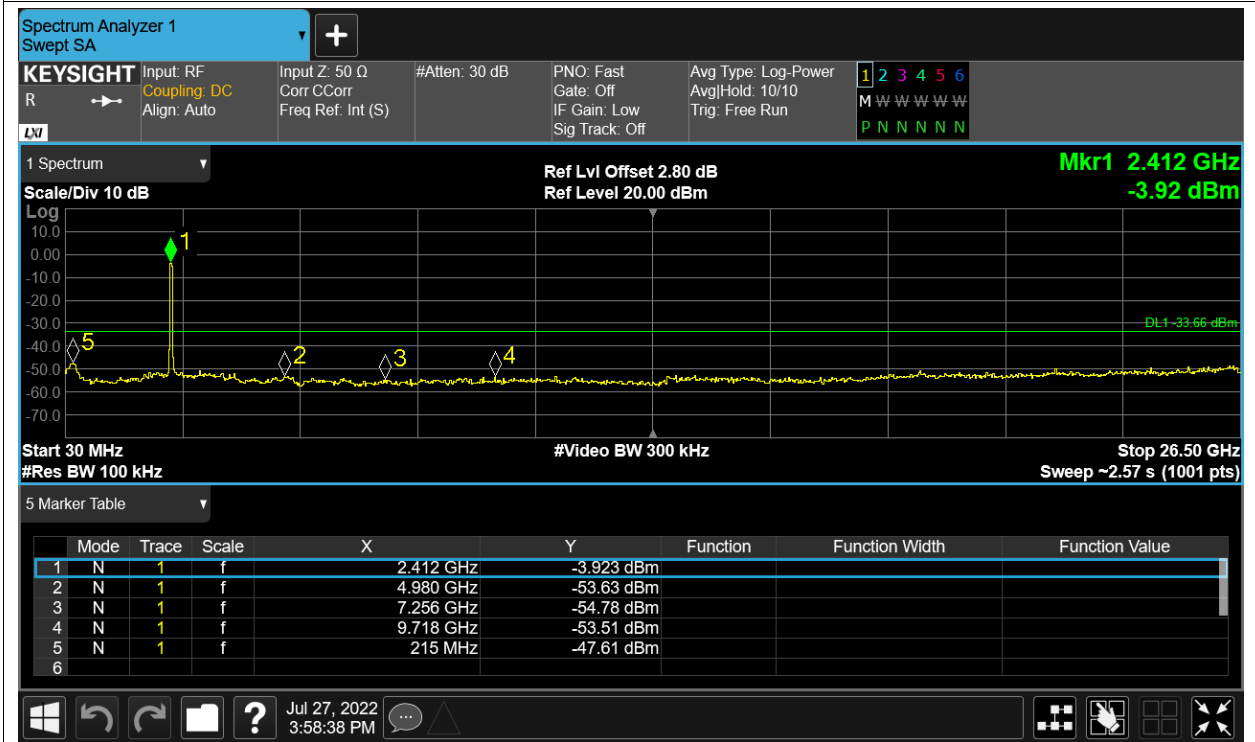 Spectrum Analyzer 1
Swept SA
+
KEYSIGHT Input: RF Input Z: 50 Ω #Atten: 30 dB PNO: Fast Avg Type: Log-Power 1 2 3 4 5 6
R Coupling: DC Corr CCorr Gate: Off Avg|Hold: 10/10 M W W W W W
Align: Auto Freq Ref: Int (S) IF Gain: Low Trig: Free Run
LXI Sig Track: Off P N N N N N
1 Spectrum Ref Lvl Offset 2.80 dB Mkr1 2.412 GHz
Scale/Div 10 dB Ref Level 20.00 dBm -3.92 dBm
Log
10.0
1
0.00
-10.0
-20.0
-30.0
DL1 -33.66 dBm
-40.0
5
2 3 4
-50.0
-60.0
-70.0
Start 30 MHz #Video BW 300 kHz Stop 26.50 GHz
#Res BW 100 kHz Sweep ~2.57 s (1001 pts)
5 Marker Table
Mode Trace Scale X Y Function Function Width Function Value
1 N 1 f 2.412 GHz -3.923 dBm
2 N 1 f 4.980 GHz -53.63 dBm
3 N 1 f 7.256 GHz -54.78 dBm
4 N 1 f 9.718 GHz -53.51 dBm
5 N 1 f 215 MHz -47.61 dBm
6
? Jul 27, 2022
3:58:38 PM